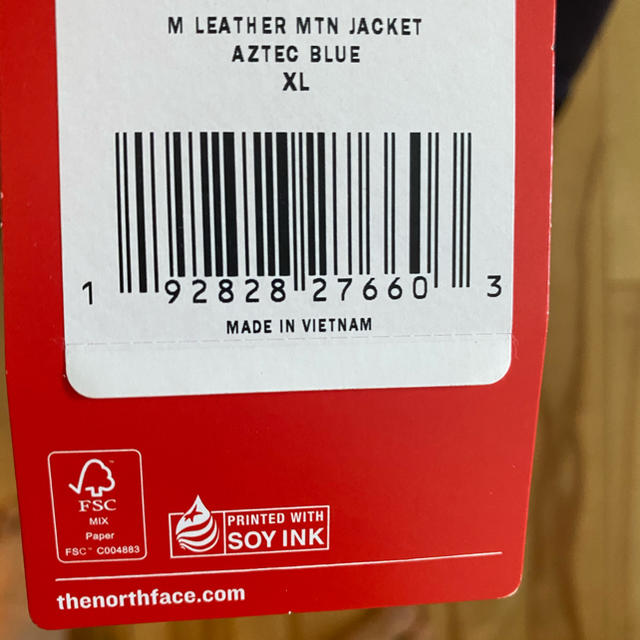 M LEATHER MTN JACKET
AZTEC BLUE
XL
1 92828 27660 3
MADE IN VIETNAM
FSC
MIX
Paper
FSC™ C004883
PRINTED WITH
SOY INK
thenorthface.com